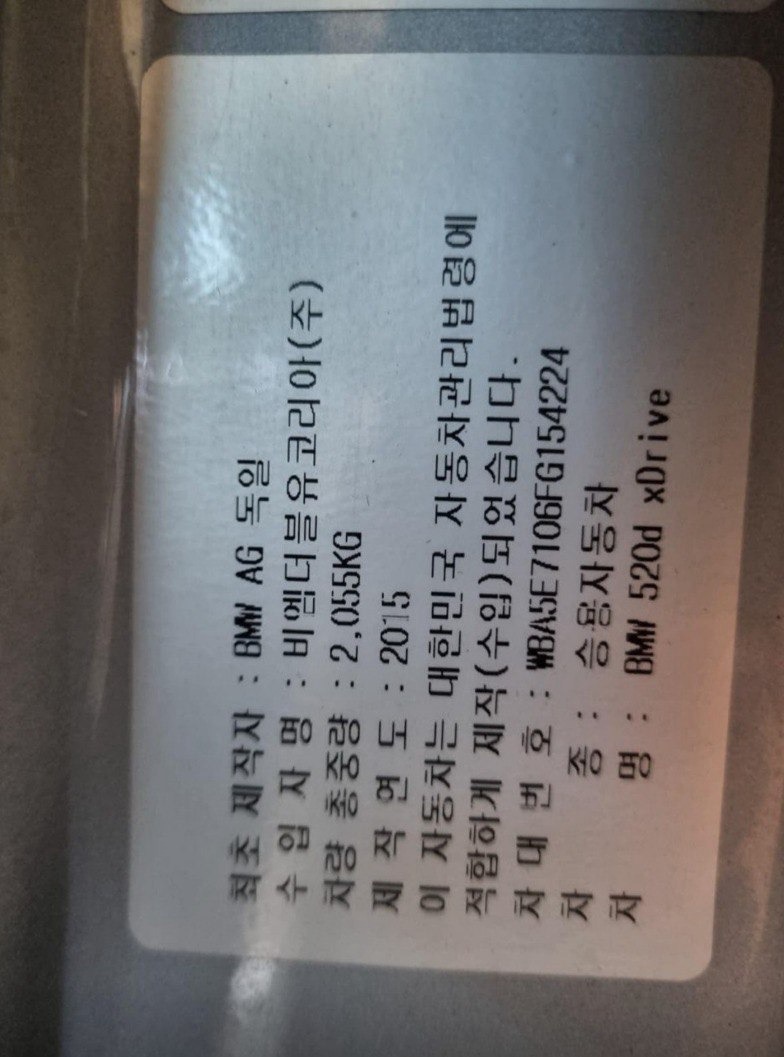 최초 제작자 : BMW AG 독일
수 입 자 명 : 비엠더블유코리아(주)
차량 총중량 : 2,055KG
제 작 연 도 : 2015
이 자동차는 대한민국 자동차관리법령에
적합하게 제작(수입)되었습니다.
차 대 번 호 : WBA5E7106FG154224
차 종 : 승용자동차
차 명 : BMW 520d xDrive